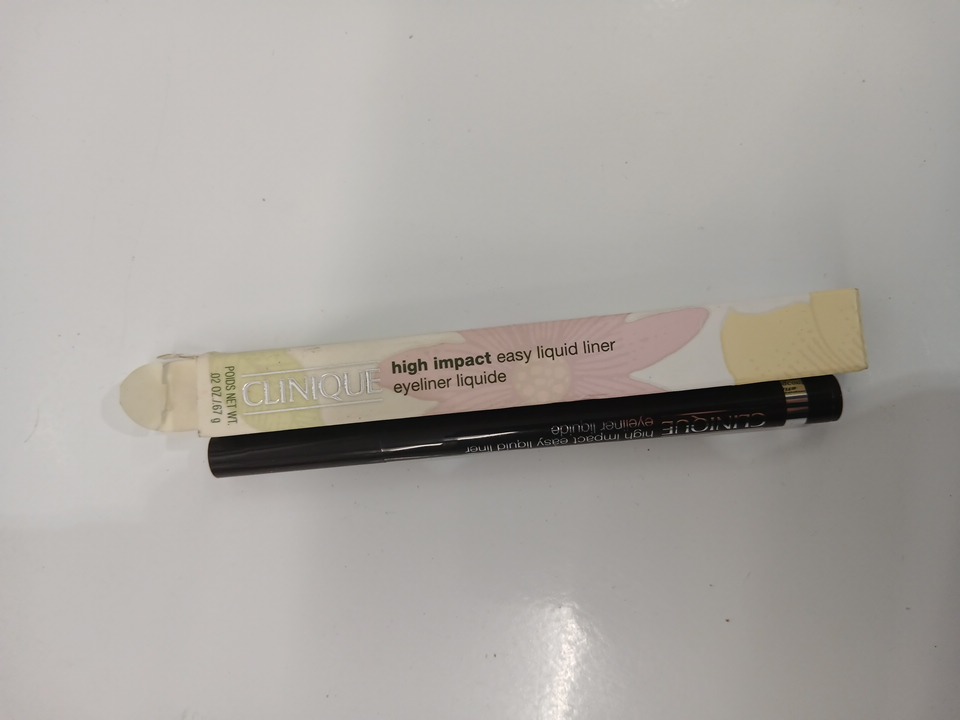 POIDS NET WT.
.02 OZ./.67 g
CLINIQUE
high impact easy liquid liner
eyeliner liquide
CLINIQUE
high impact easy liquid liner
eyeliner liquide